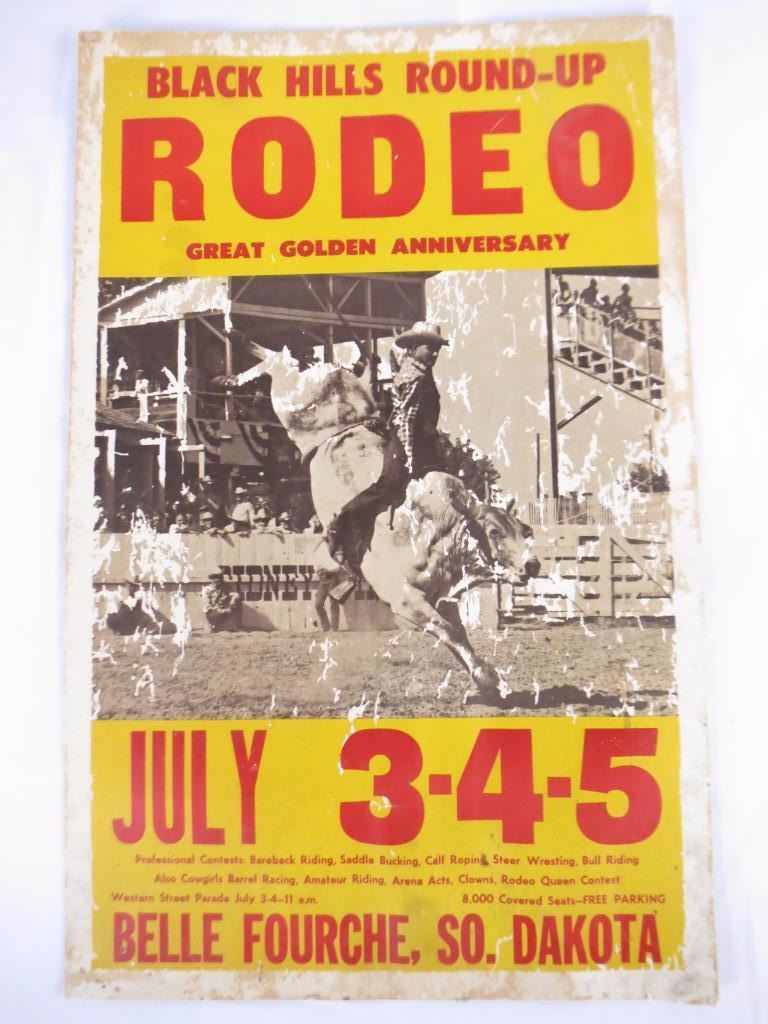 BLACK HILLS ROUND-UP
RODEO
GREAT GOLDEN ANNIVERSARY
SIDNEY
JULY 3-4-5
Professional Contests: Bareback Riding, Saddle Bucking, Calf Roping, Steer Wresting, Bull Riding
Also Cowgirls Barrel Racing, Amateur Riding, Arena Acts, Clowns, Rodeo Queen Contest
Western Street Parade July 3-4—11 a.m. 8,000 Covered Seats—FREE PARKING
BELLE FOURCHE, SO. DAKOTA